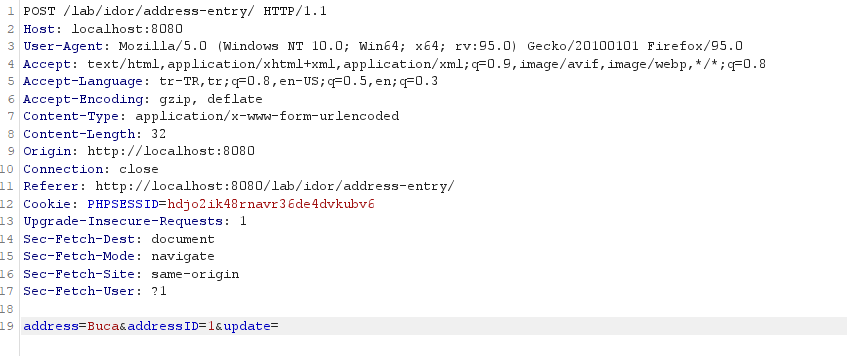 1 POST /lab/idor/address-entry/ HTTP/1.1
2 Host: localhost:8080
3 User-Agent: Mozilla/5.0 (Windows NT 10.0; Win64; x64; rv:95.0) Gecko/20100101 Firefox/95.0
4 Accept: text/html,application/xhtml+xml,application/xml;q=0.9,image/avif,image/webp,*/*;q=0.8
5 Accept-Language: tr-TR,tr;q=0.8,en-US;q=0.5,en;q=0.3
6 Accept-Encoding: gzip, deflate
7 Content-Type: application/x-www-form-urlencoded
8 Content-Length: 32
9 Origin: http://localhost:8080
10 Connection: close
11 Referer: http://localhost:8080/lab/idor/address-entry/
12 Cookie: PHPSESSID=hdjo2ik48rnavr36de4dvkubv6
13 Upgrade-Insecure-Requests: 1
14 Sec-Fetch-Dest: document
15 Sec-Fetch-Mode: navigate
16 Sec-Fetch-Site: same-origin
17 Sec-Fetch-User: ?1
18
19 address=Buca&addressID=1&update=